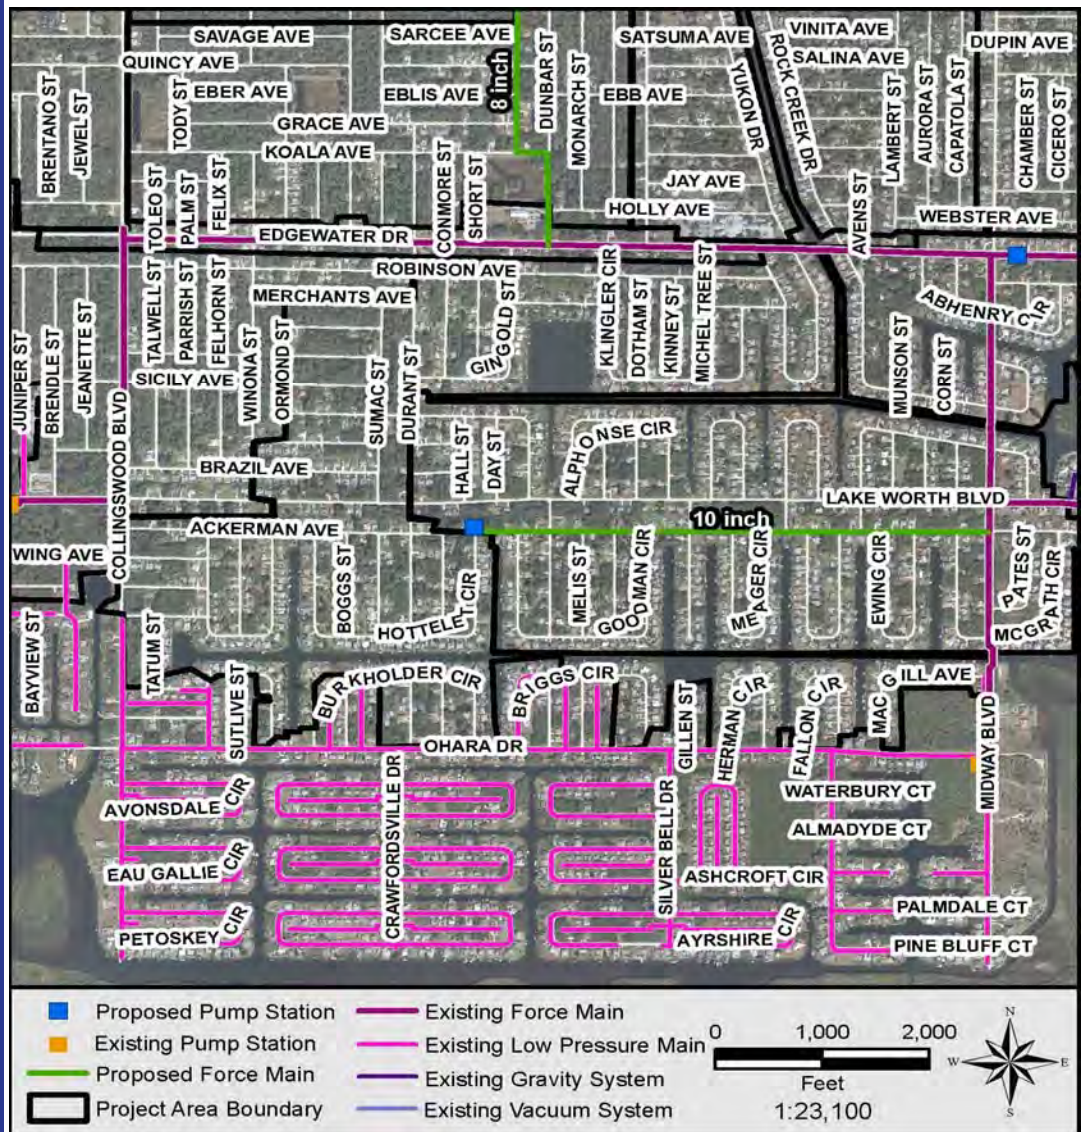 SAVAGE AVE
SARCEE AVE
SATSUMA AVE
VINITA AVE
DUPIN AVE
QUINCY AVE
SALINA AVE
ROCK CREEK DR
YUKON DR
8 inch
DUNBAR ST
MONARCH ST
BRENTANO ST
JEWEL ST
TODY ST
EBER AVE
EBLIS AVE
EBB AVE
LAMBERT ST
AURORA ST
CAPATOLA ST
CHAMBER ST
CICERO ST
GRACE AVE
KOALA AVE
JAY AVE
HOLLY AVE
WEBSTER AVE
TOLEO ST
PALM ST
FELIX ST
CONMORE ST
SHORT ST
AVENS ST
EDGEWATER DR
ROBINSON AVE
MERCHANTS AVE
ABHENRY CIR
TALWELL ST
PARRISH ST
FELHORN ST
GINGOLD ST
KLINGLER CIR
DOTHAM ST
KINNEY ST
MICHEL TREE ST
JUNIPER ST
BRENDLE ST
JEANETTE ST
SICILY AVE
WINONA ST
ORMOND ST
SUMAC ST
DURANT ST
MUNSON ST
CORN ST
COLLINGSWOOD BLVD
BRAZIL AVE
HALL ST
DAY ST
ALPHONSE CIR
LAKE WORTH BLVD
ACKERMAN AVE
10 inch
WING AVE
BOGGS ST
HOTTELET CIR
MELIS ST
GOODMAN CIR
MEAGER CIR
EWING CIR
PATES ST
MCGRATH CIR
BAYVIEW ST
TATUM ST
SUTLIVE ST
BURKHOLDER CIR
BRIGGS CIR
GILLEN ST
HERMAN CIR
FALLON CIR
MAC GILL AVE
OHARA DR
MIDWAY BLVD
AVONSDALE CIR
CRAWFORDSVILLE DR
SILVER BELL DR
WATERBURY CT
ALMADYDE CT
EAU GALLIE CIR
ASHCROFT CIR
PALMDALE CT
PETOSKEY CIR
AYRSHIRE CIR
PINE BLUFF CT
Proposed Pump Station
Existing Pump Station
Proposed Force Main
Project Area Boundary
Existing Force Main
Existing Low Pressure Main
Existing Gravity System
Existing Vacuum System
0 1,000 2,000
Feet
1:23,100
N
W E
S